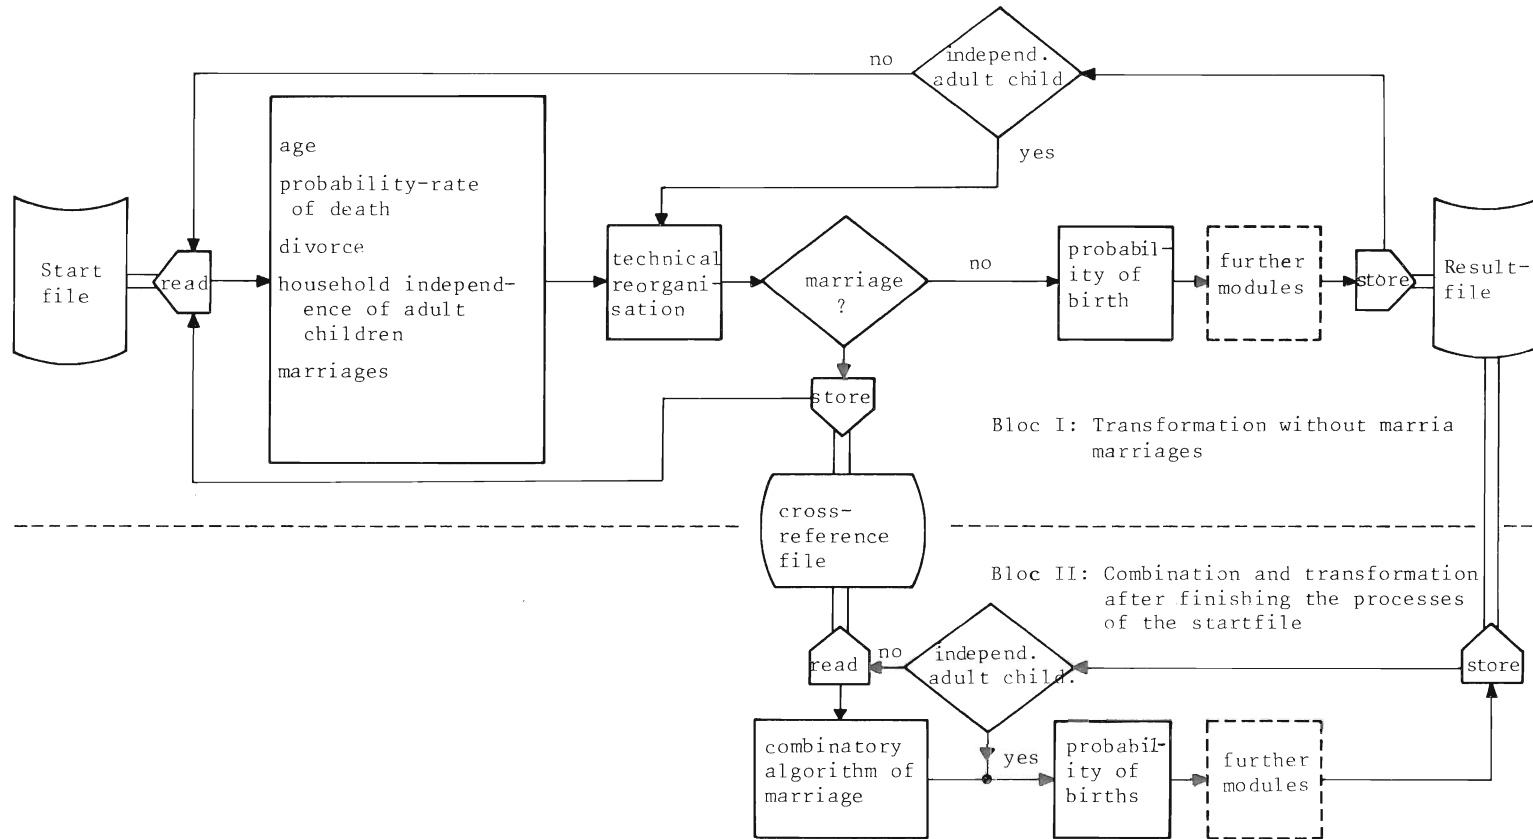 independ.
adult child
no
yes
Start
file
read
age
probability-rate
of death
divorce
household independ-
ence of adult
children
marriages
technical
reorgani-
sation
marriage
?
no
probabil-
ity of
birth
further
modules
store
Result-
file
store
Bloc I: Transformation without marria
marriages
cross-
reference
file
Bloc II: Combination and transformation
after finishing the processes
of the startfile
read
no
independ.
adult child.
store
yes
combinatory
algorithm of
marriage
probabil-
ity of
births
further
modules